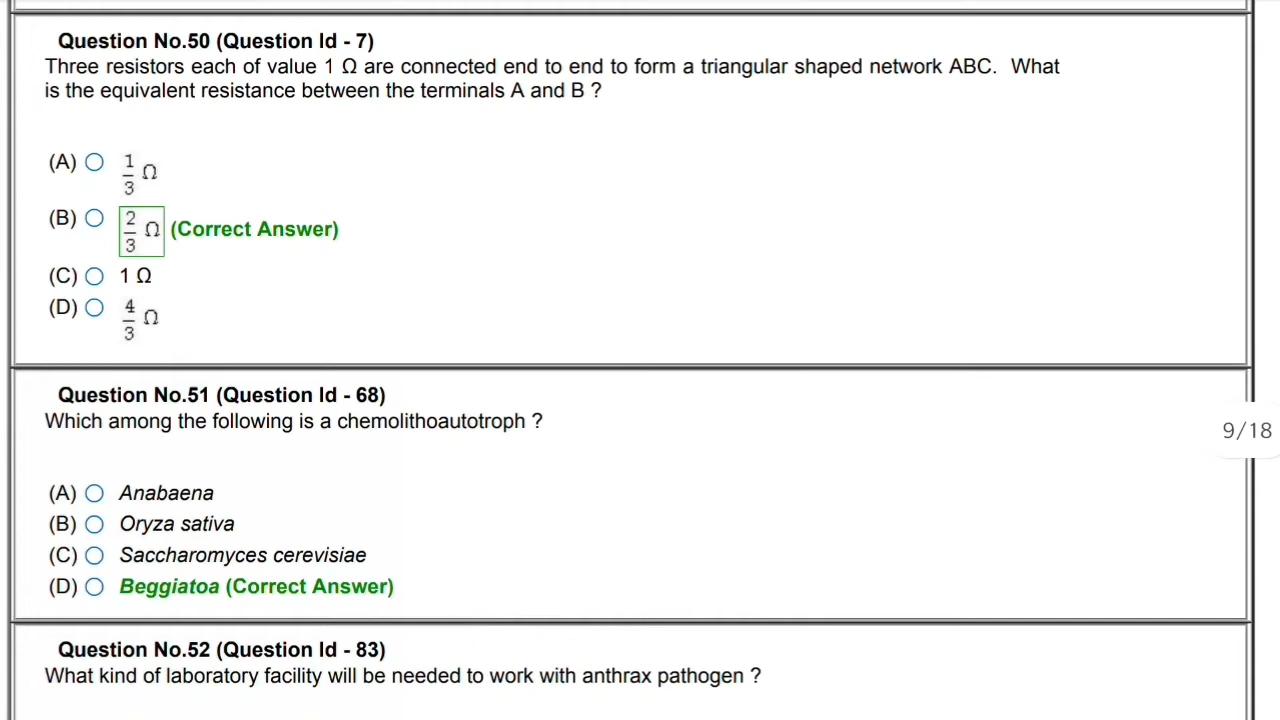 Question No.50 (Question Id - 7)
Three resistors each of value 1 Ω are connected end to end to form a triangular shaped network ABC. What
is the equivalent resistance between the terminals A and B ?
(A) 1/3 Ω
(B) 2/3 Ω (Correct Answer)
(C) 1 Ω
(D) 4/3 Ω
Question No.51 (Question Id - 68)
Which among the following is a chemolithoautotroph ?
9/18
(A) Anabaena
(B) Oryza sativa
(C) Saccharomyces cerevisiae
(D) Beggiatoa (Correct Answer)
Question No.52 (Question Id - 83)
What kind of laboratory facility will be needed to work with anthrax pathogen ?